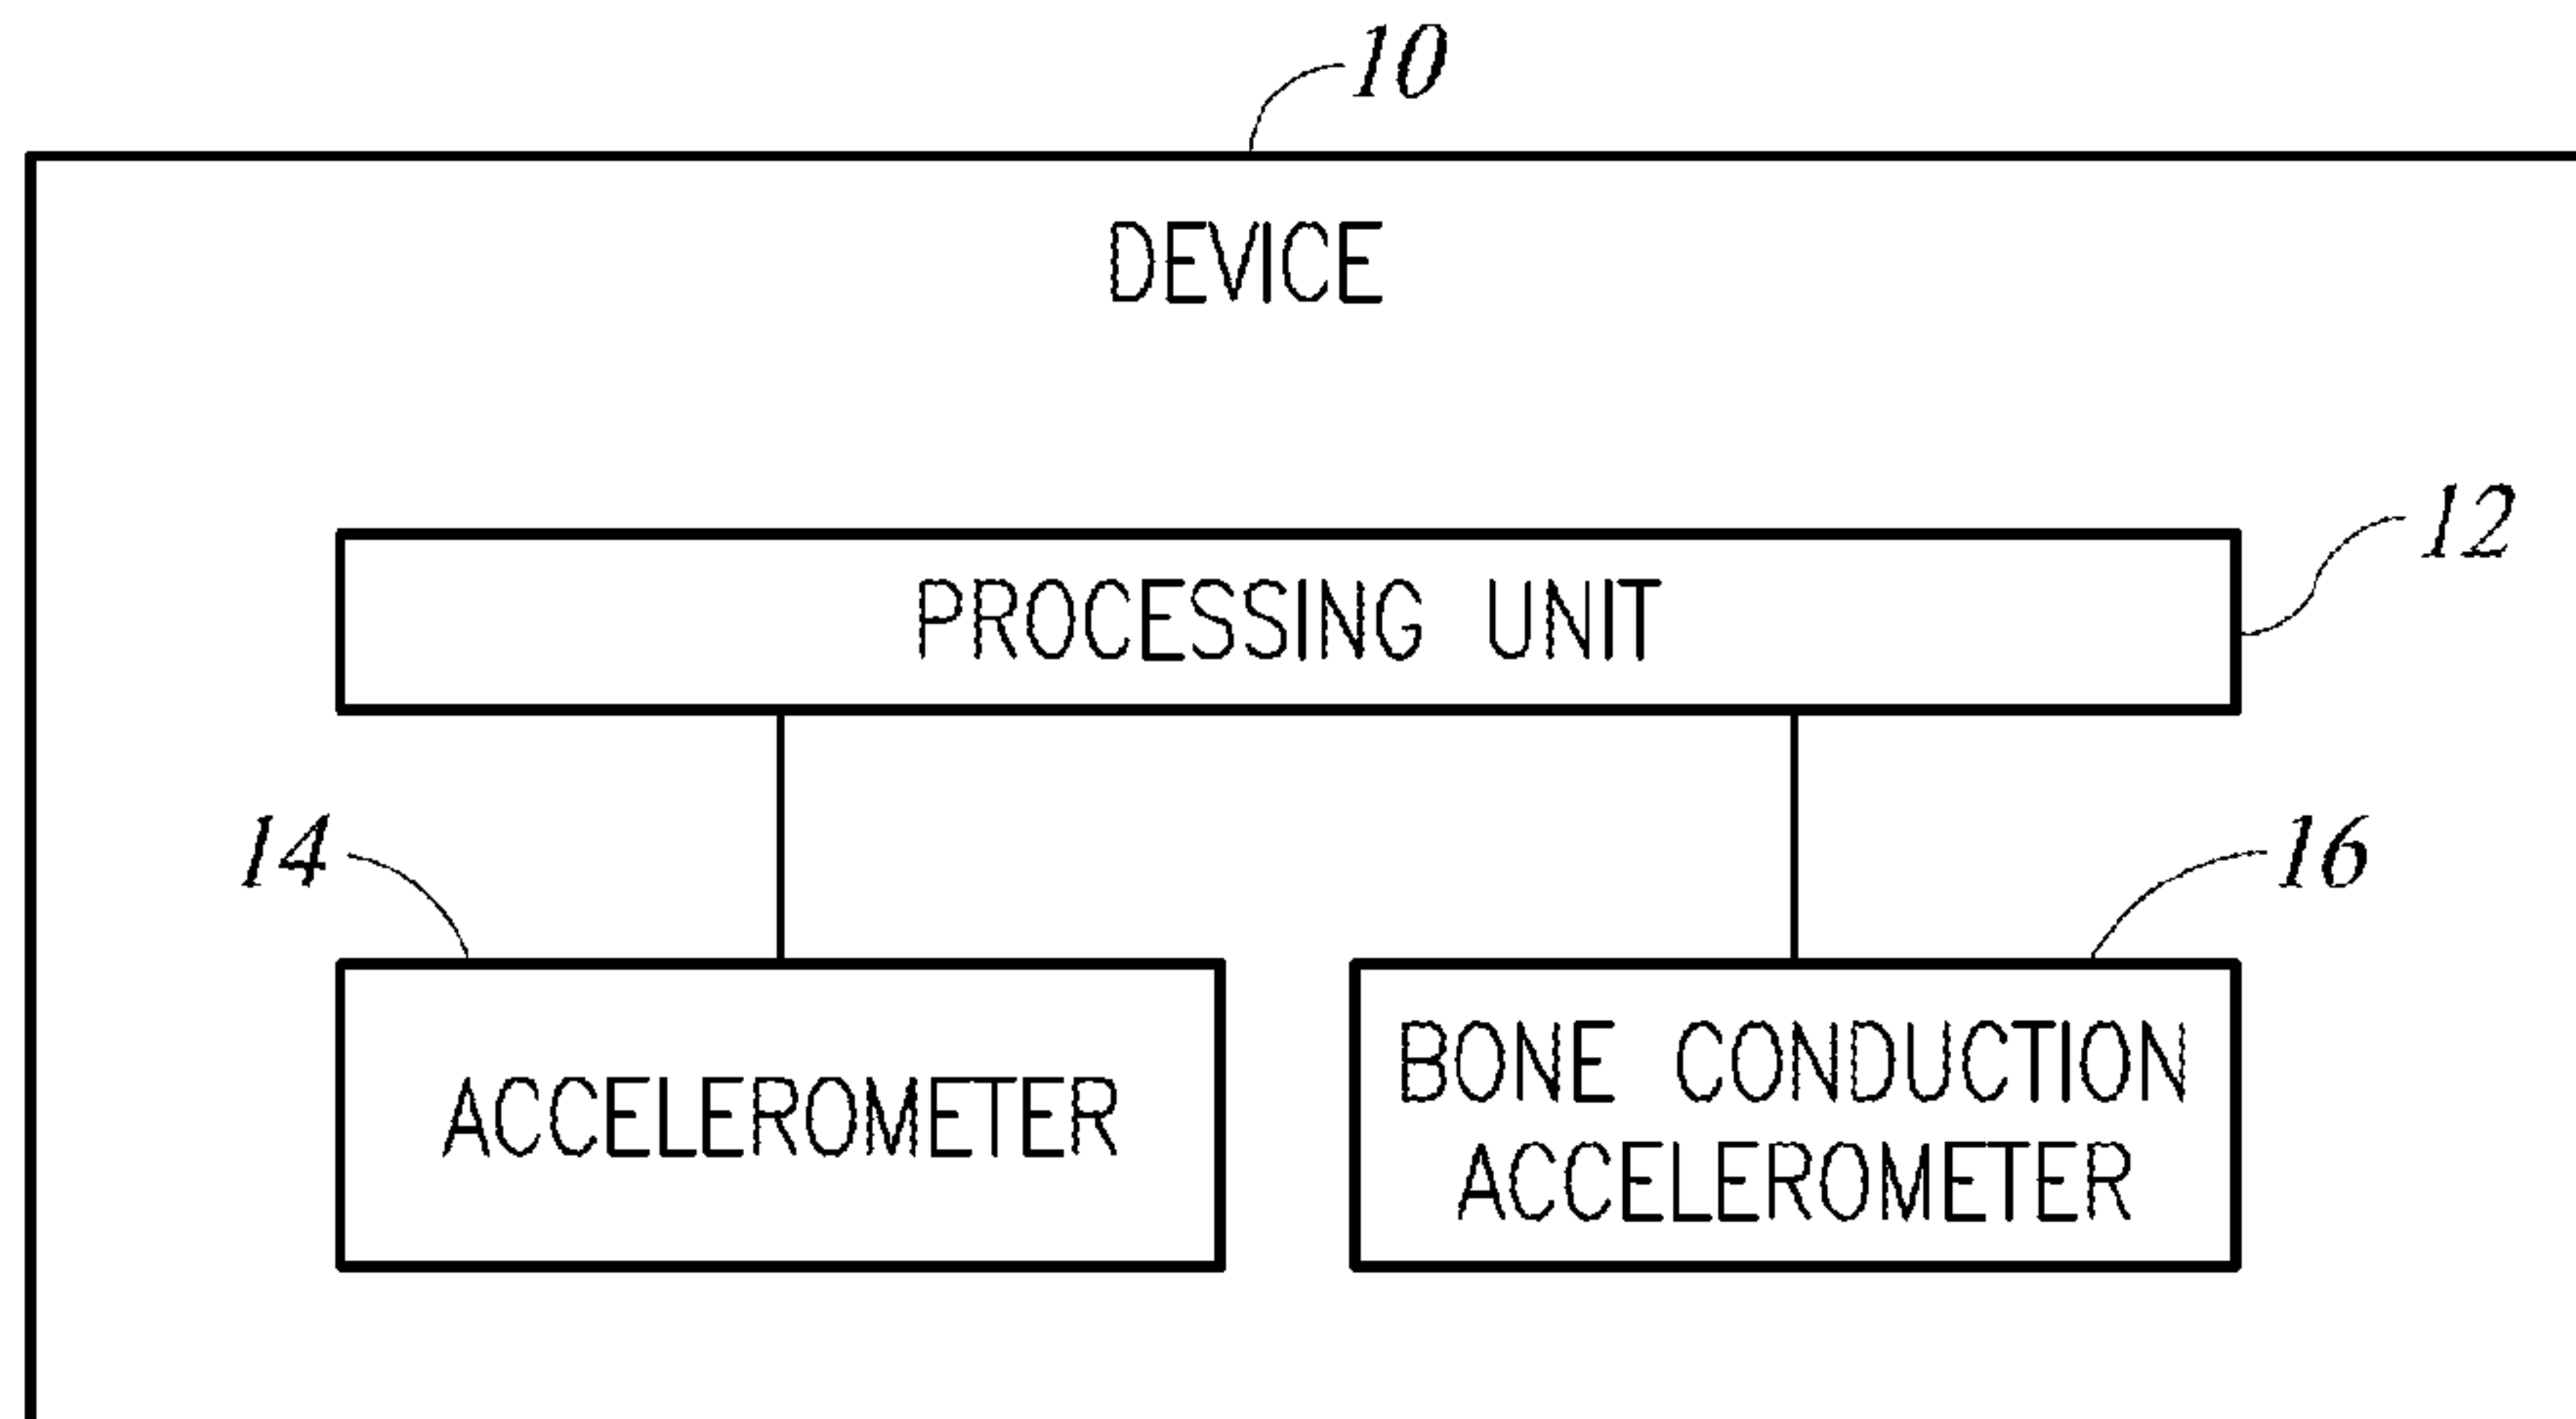 10
DEVICE
12
PROCESSING UNIT
14
16
ACCELEROMETER
BONE CONDUCTION
ACCELEROMETER